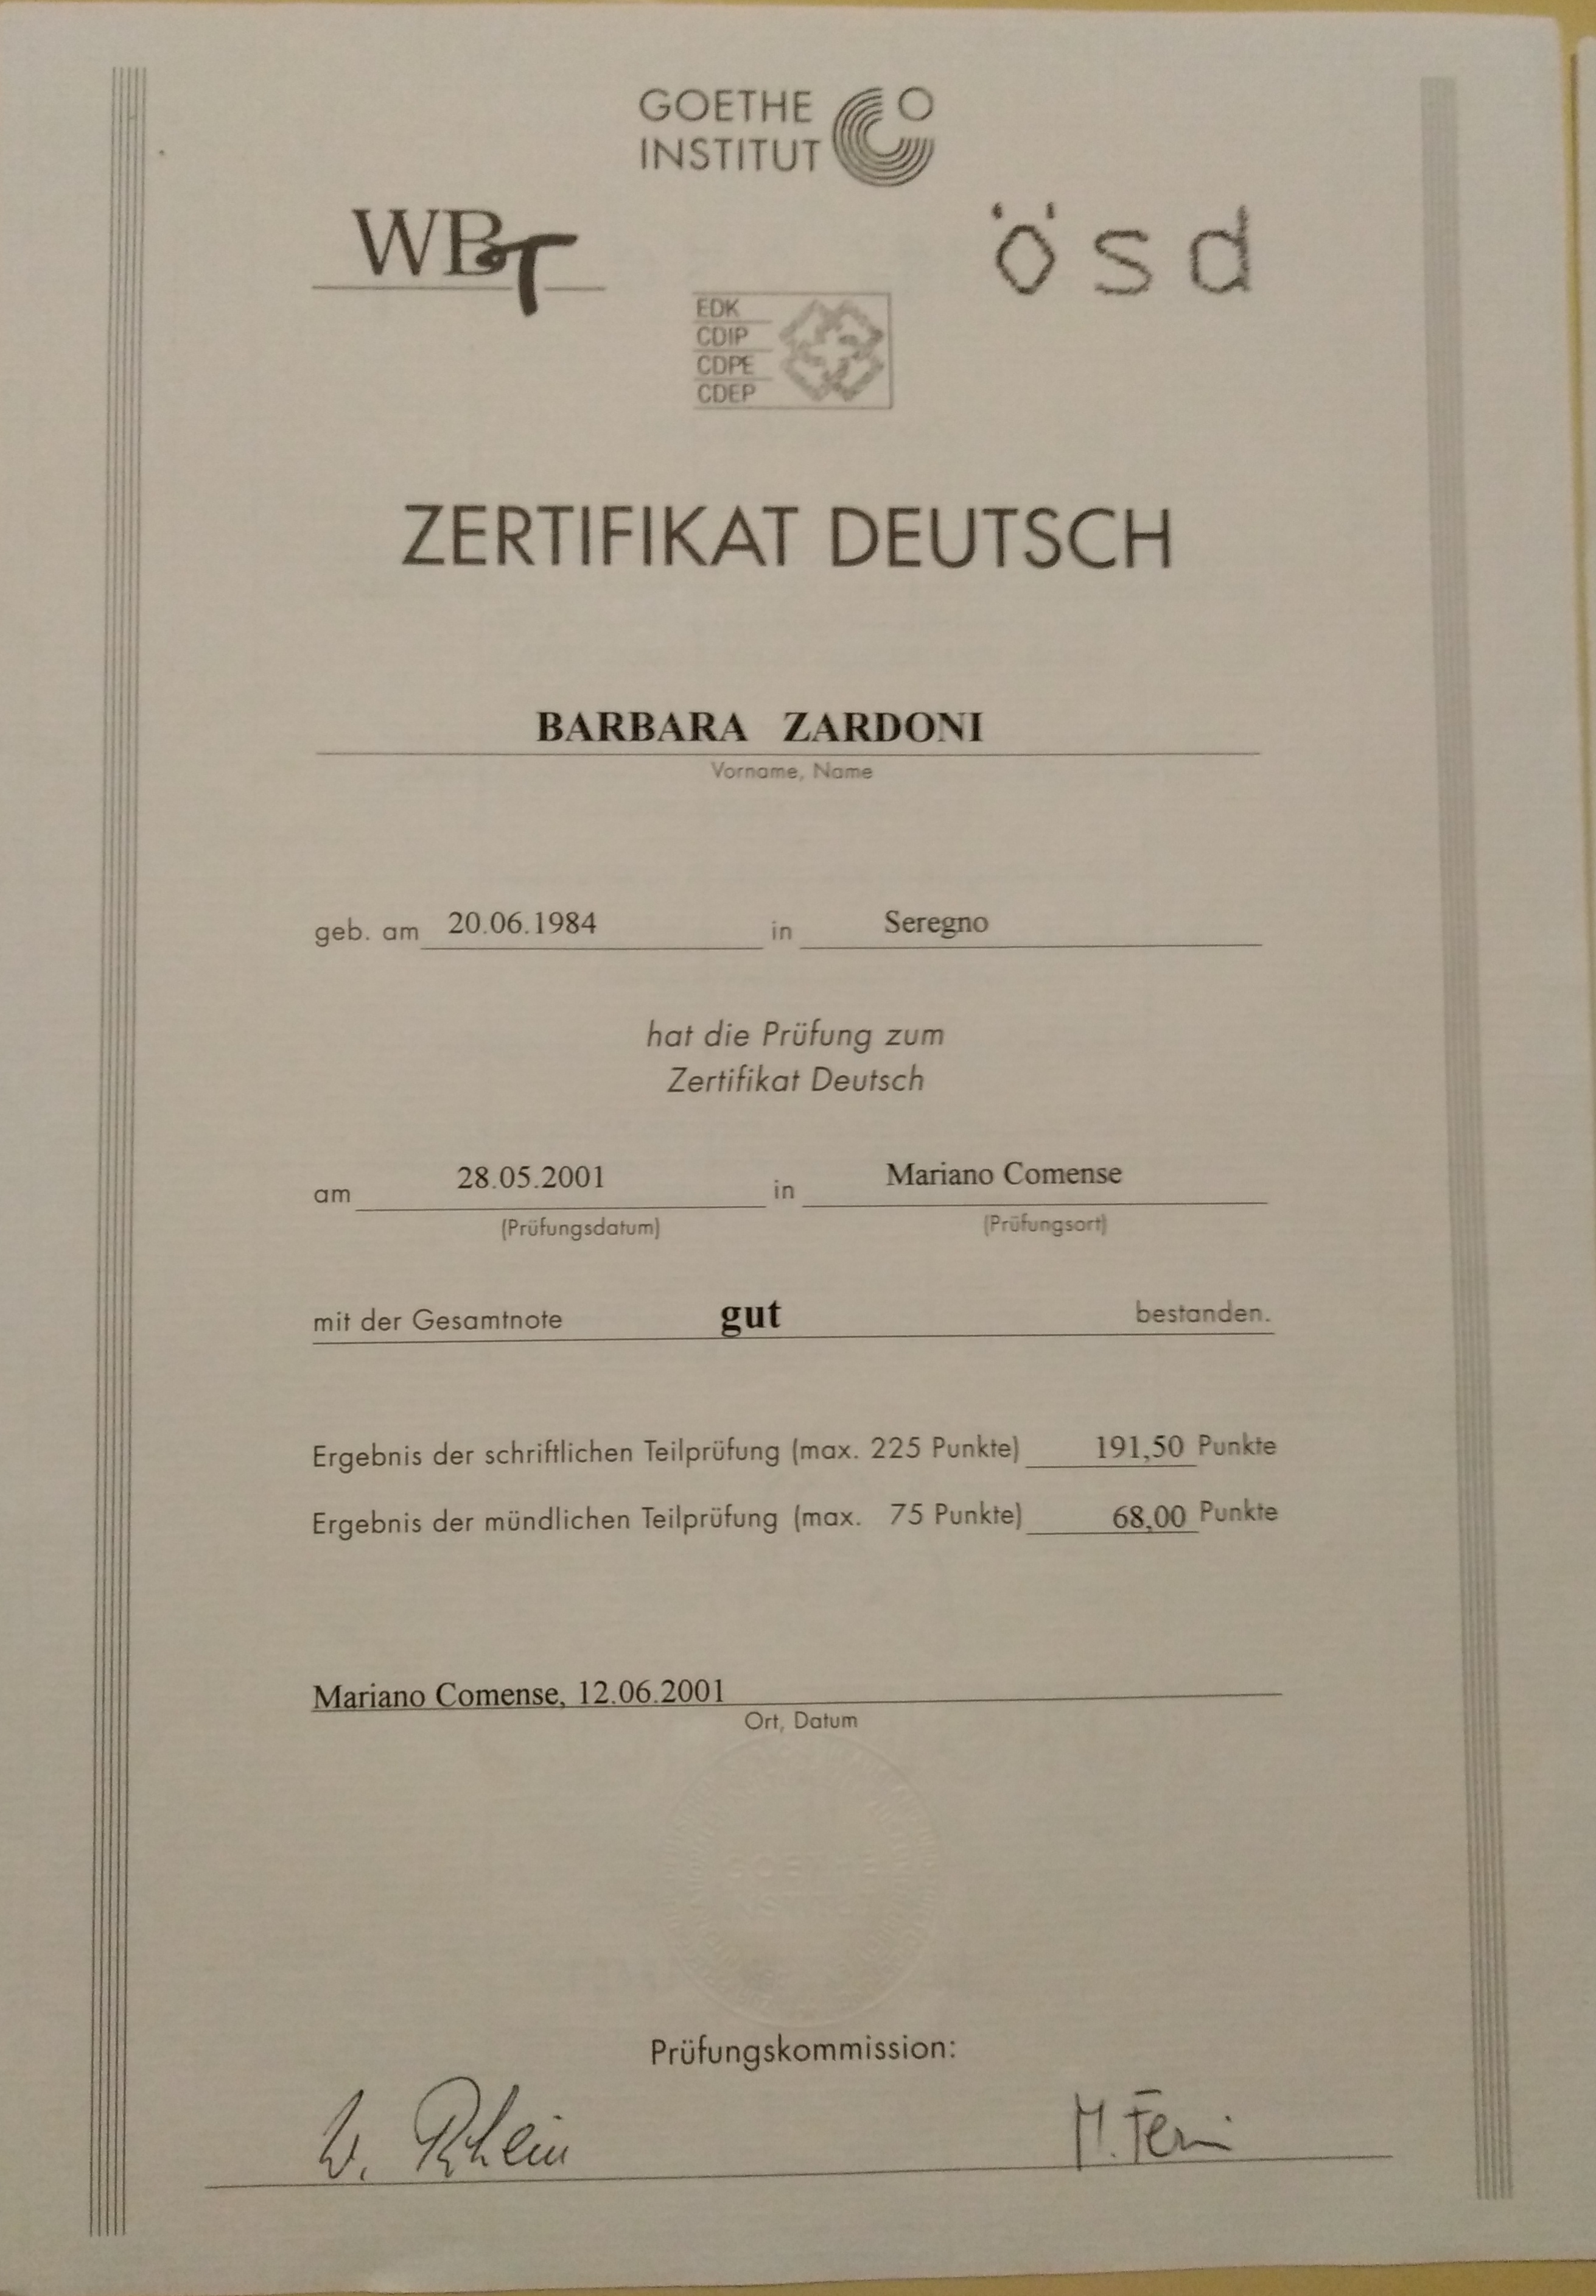 GOETHE
INSTITUT
WBT
ösd
EDK
CDIP
CDPE
CDEP
ZERTIFIKAT DEUTSCH
BARBARA ZARDONI
Vorname, Name
geb. am 20.06.1984 in Seregno
hat die Prüfung zum
Zertifikat Deutsch
am 28.05.2001 in Mariano Comense
(Prüfungsdatum) (Prüfungsort)
mit der Gesamtnote gut bestanden.
Ergebnis der schriftlichen Teilprüfung (max. 225 Punkte) 191,50 Punkte
Ergebnis der mündlichen Teilprüfung (max. 75 Punkte) 68,00 Punkte
Mariano Comense, 12.06.2001
Ort, Datum
GOETHE
Prüfungskommission:
W. Rhein